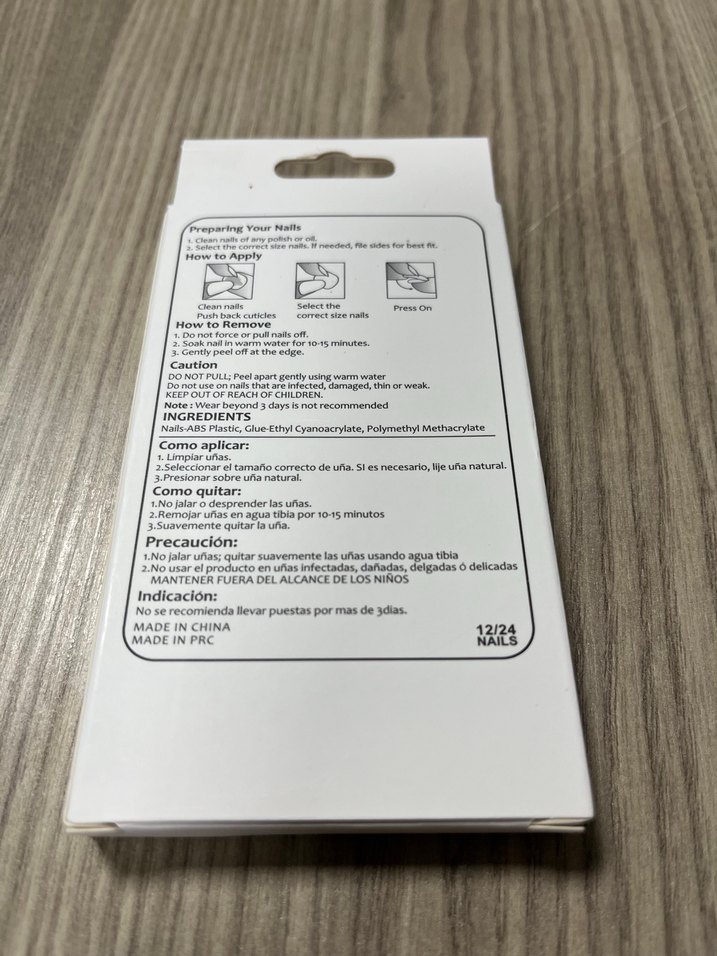 Preparing Your Nails
1. Clean nails of any polish or oil.
2. Select the correct size nails. If needed, file sides for best fit.
How to Apply
Clean nails
Push back cuticles
Select the
correct size nails
Press On
How to Remove
1. Do not force or pull nails off.
2. Soak nail in warm water for 10-15 minutes.
3. Gently peel off at the edge.
Caution
DO NOT PULL; Peel apart gently using warm water
Do not use on nails that are infected, damaged, thin or weak.
KEEP OUT OF REACH OF CHILDREN.
Note : Wear beyond 3 days is not recommended
INGREDIENTS
Nails-ABS Plastic, Glue-Ethyl Cyanoacrylate, Polymethyl Methacrylate
Como aplicar:
1. Limpiar uñas.
2.Seleccionar el tamaño correcto de uña. SI es necesario, lije uña natural.
3.Presionar sobre uña natural.
Como quitar:
1.No jalar o desprender las uñas.
2.Remojar uñas en agua tibia por 10-15 minutos
3.Suavemente quitar la uña.
Precaución:
1.No jalar uñas; quitar suavemente las uñas usando agua tibia
2.No usar el producto en uñas infectadas, dañadas, delgadas ó delicadas
MANTENER FUERA DEL ALCANCE DE LOS NIÑOS
Indicación:
No se recomienda llevar puestas por mas de 3dias.
MADE IN CHINA
MADE IN PRC
12/24
NAILS